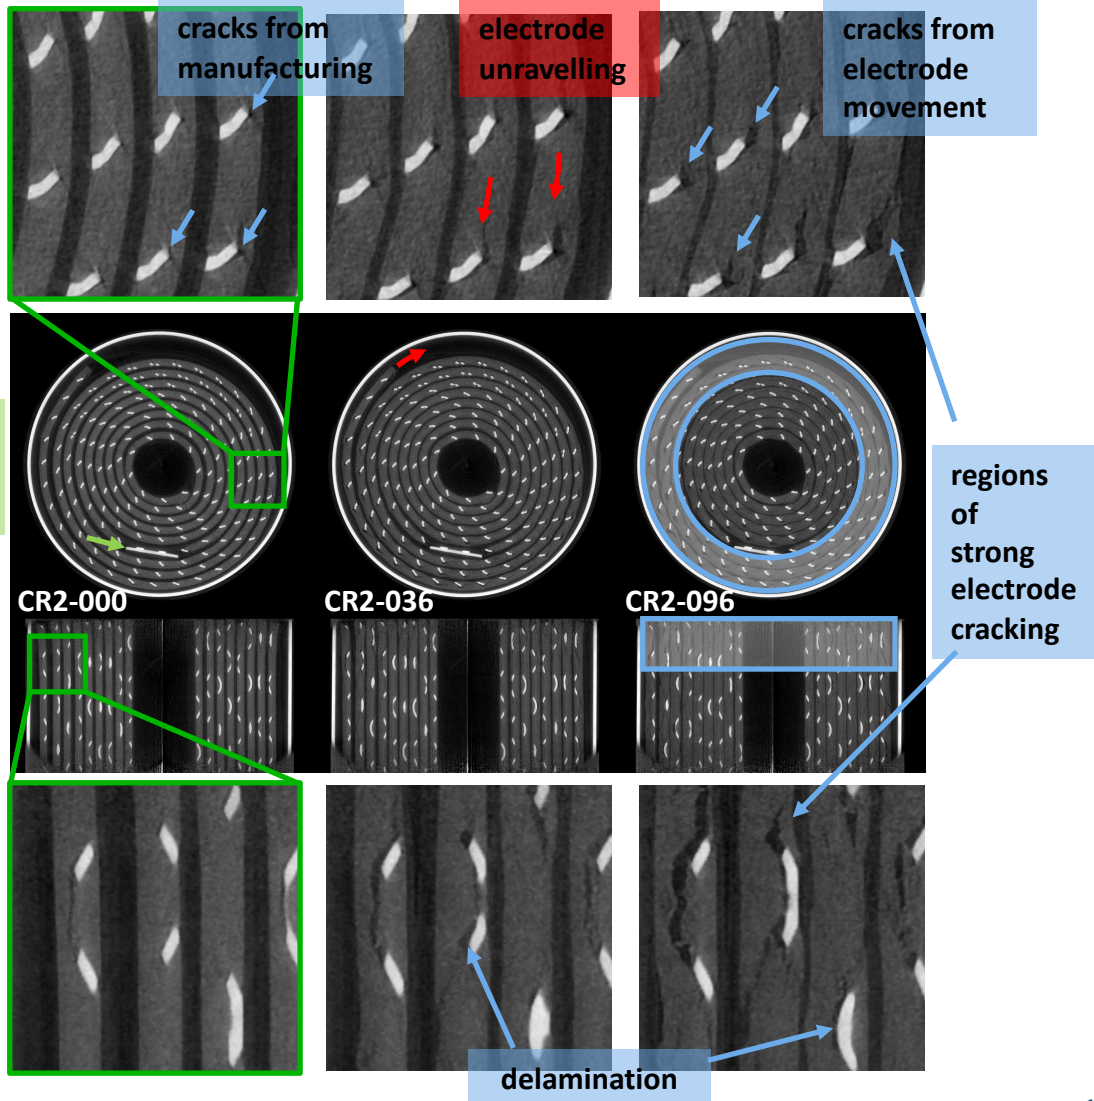 cracks from
manufacturing
electrode
unravelling
cracks from
electrode
movement
CR2-000
CR2-036
CR2-096
regions
of
strong
electrode
cracking
delamination